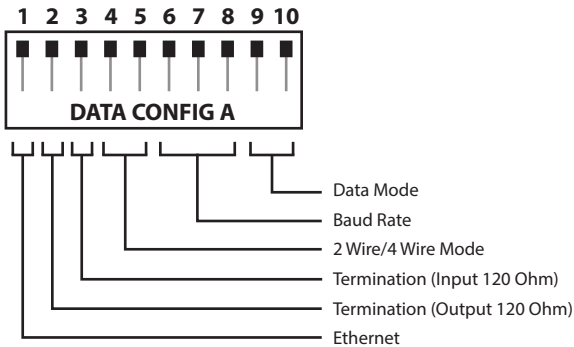 1 2 3 4 5 6 7 8 9 10
DATA CONFIG A
Data Mode
Baud Rate
2 Wire/4 Wire Mode
Termination (Input 120 Ohm)
Termination (Output 120 Ohm)
Ethernet